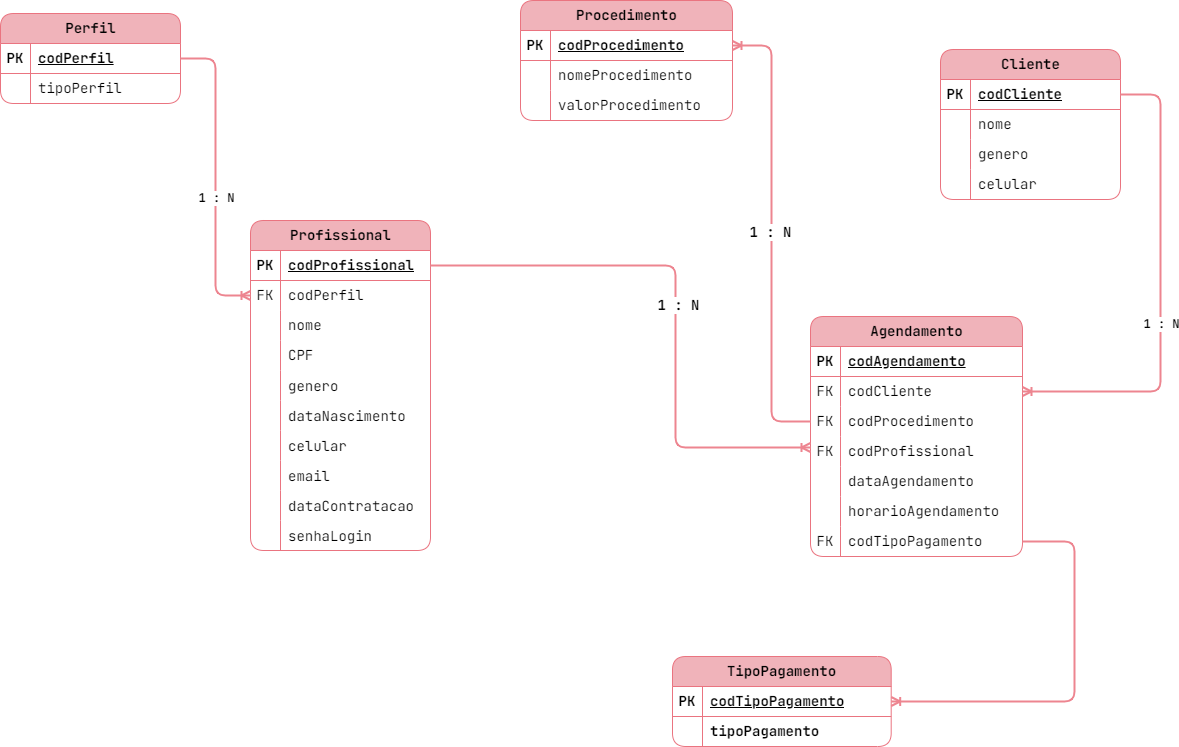 Perfil
PK codPerfil
tipoPerfil
Procedimento
PK codProcedimento
nomeProcedimento
valorProcedimento
Cliente
PK codCliente
nome
genero
celular
1 : N
Profissional
PK codProfissional
FK codPerfil
nome
CPF
genero
dataNascimento
celular
email
dataContratacao
senhaLogin
1 : N
1 : N
1 : N
Agendamento
PK codAgendamento
FK codCliente
FK codProcedimento
FK codProfissional
dataAgendamento
horarioAgendamento
FK codTipoPagamento
TipoPagamento
PK codTipoPagamento
tipoPagamento